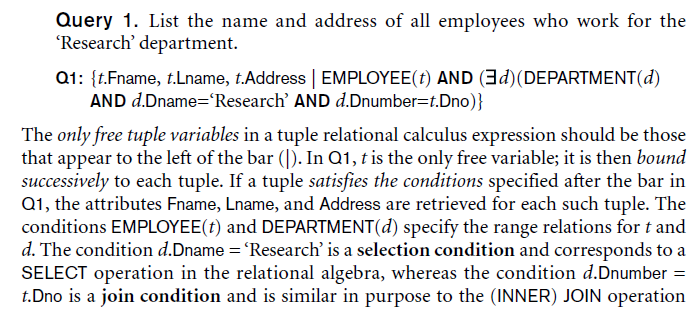 Query 1. List the name and address of all employees who work for the
‘Research’ department.
Q1: {t.Fname, t.Lname, t.Address | EMPLOYEE(t) AND (∃d)(DEPARTMENT(d)
AND d.Dname=‘Research’ AND d.Dnumber=t.Dno)}
The only free tuple variables in a tuple relational calculus expression should be those
that appear to the left of the bar (|). In Q1, t is the only free variable; it is then bound
successively to each tuple. If a tuple satisfies the conditions specified after the bar in
Q1, the attributes Fname, Lname, and Address are retrieved for each such tuple. The
conditions EMPLOYEE(t) and DEPARTMENT(d) specify the range relations for t and
d. The condition d.Dname = ‘Research’ is a selection condition and corresponds to a
SELECT operation in the relational algebra, whereas the condition d.Dnumber =
t.Dno is a join condition and is similar in purpose to the (INNER) JOIN operation